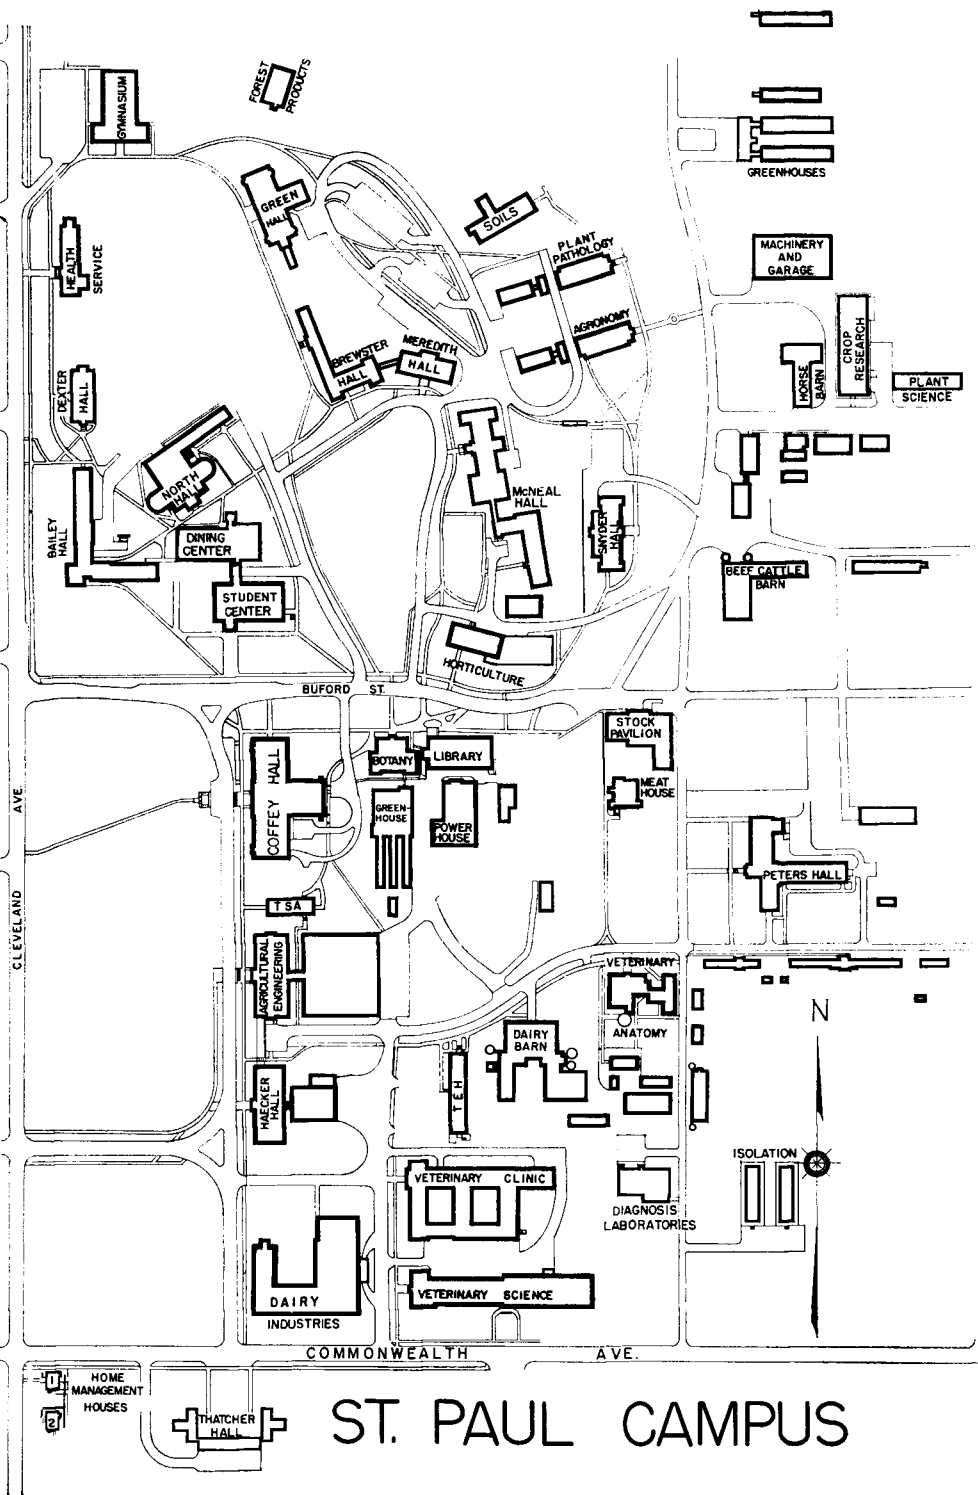 FOREST
PRODUCTS
GYMNASIUM
GREENHOUSES
GREEN
HALL
SOILS
HEALTH
SERVICE
PLANT
PATHOLOGY
MACHINERY
AND
GARAGE
AGRONOMY
BREWSTER
HALL
MEREDITH
HALL
CROP
RESEARCH
HORSE
BARN
PLANT
SCIENCE
DEXTER
HALL
NORTH
HALL
McNEAL
HALL
BAILEY
HALL
DINING
CENTER
SNYDER
HALL
BEEF CATTLE
BARN
STUDENT
CENTER
HORTICULTURE
BUFORD ST.
STOCK
PAVILION
COFFEY HALL
BOTANY
LIBRARY
MEAT
HOUSE
GREEN-
HOUSE
POWER
HOUSE
PETERS HALL
CLEVELAND AVE.
TSA
AGRICULTURAL
ENGINEERING
VETERINARY
ANATOMY
N
DAIRY
BARN
HAECKER
HALL
TEH
ISOLATION
VETERINARY CLINIC
DIAGNOSIS
LABORATORIES
DAIRY
INDUSTRIES
VETERINARY SCIENCE
COMMONWEALTH AVE.
1
2
HOME
MANAGEMENT
HOUSES
THATCHER
HALL
ST. PAUL CAMPUS